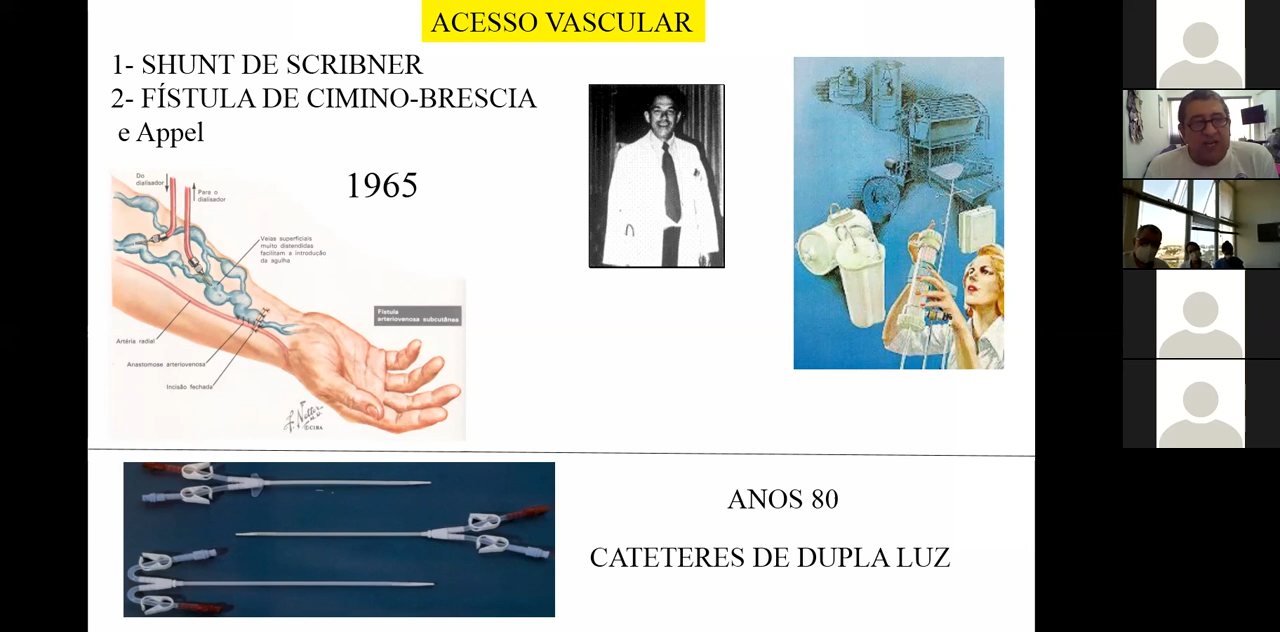 ACESSO VASCULAR
1- SHUNT DE SCRIBNER
2- FÍSTULA DE CIMINO-BRESCIA
e Appel
1965
Do
dialisador
Para o
dialisador
Veias superficiais
muito distendidas
facilitam a introdução
da agulha
Fístula
arteriovenosa subcutânea
Artéria radial
Anastomose arteriovenosa
Incisão fechada
F. Netter
M.D.
©CIBA
ANOS 80
CATETERES DE DUPLA LUZ